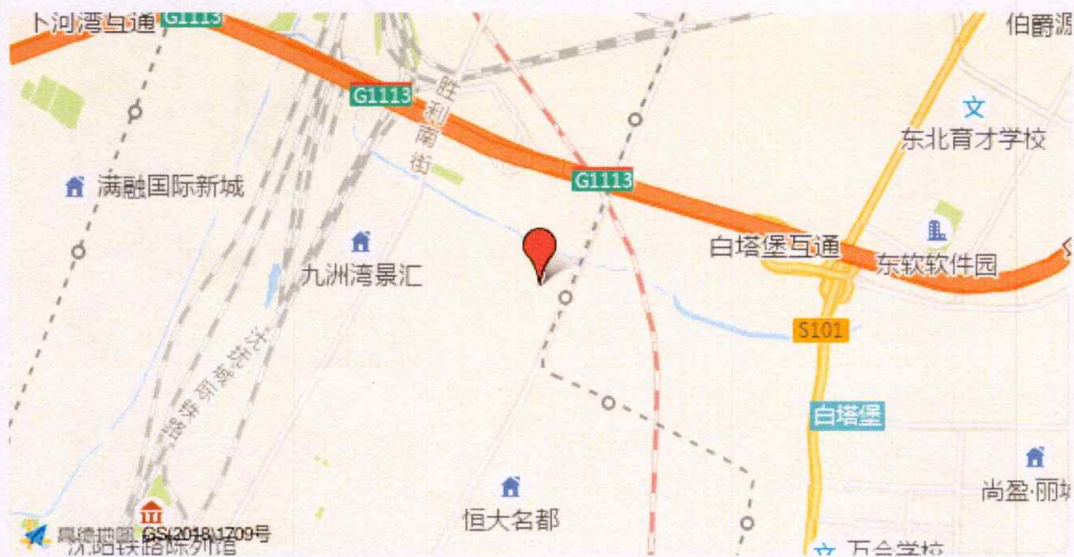 卜河湾互通
G1113
伯爵源
G1113
胜利南街
文
东北育才学校
G1113
满融国际新城
白塔堡互通
东软软件园
九洲湾景汇
S101
沈抚城际铁路
白塔堡
尚盈·丽城
恒大名都
高德地图 GS(2018)1709号
沈阳铁路陈列馆
文 万合学校